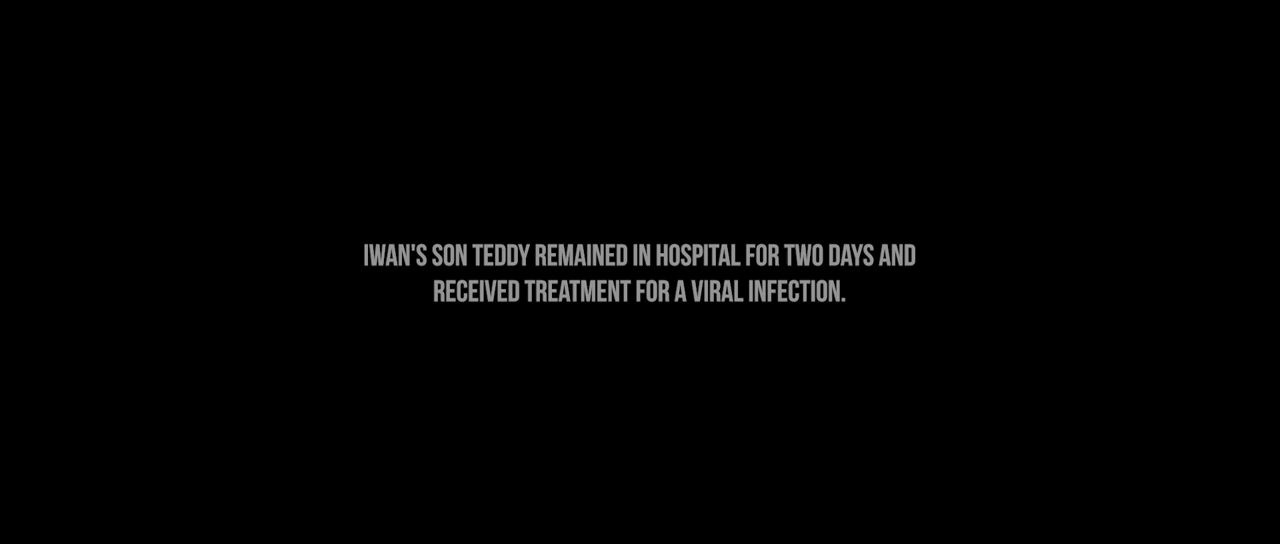 IWAN'S SON TEDDY REMAINED IN HOSPITAL FOR TWO DAYS AND
RECEIVED TREATMENT FOR A VIRAL INFECTION.